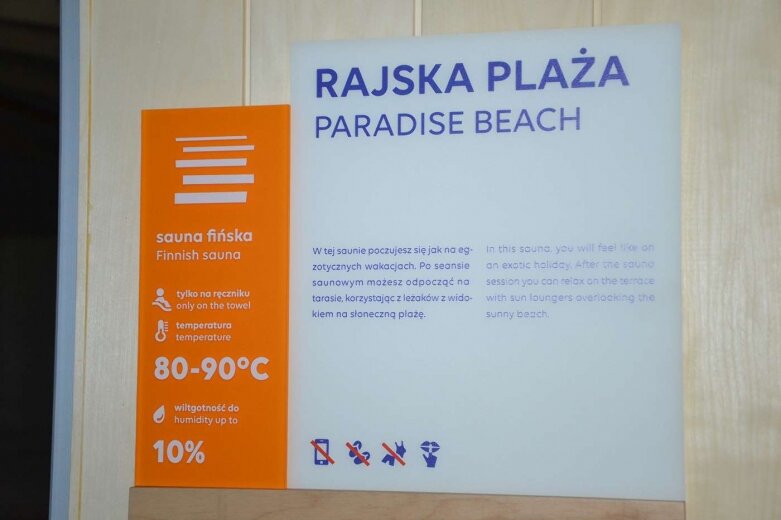 RAJSKA PLAŻA
PARADISE BEACH
sauna fińska
Finnish sauna
tylko na ręczniku
only on the towel
temperatura
temperature
80-90°C
wiltgotność do
humidity up to
10%
W tej saunie poczujesz się jak na eg-
zotycznych wakacjach. Po seansie
saunowym możesz odpocząć na
tarasie, korzystając z leżaków z wido-
kiem na słoneczną plażę.
In this sauna, you will feel like on
an exotic holiday. After the sauna
session you can relax on the terrace
with sun loungers overlooking the
sunny beach.